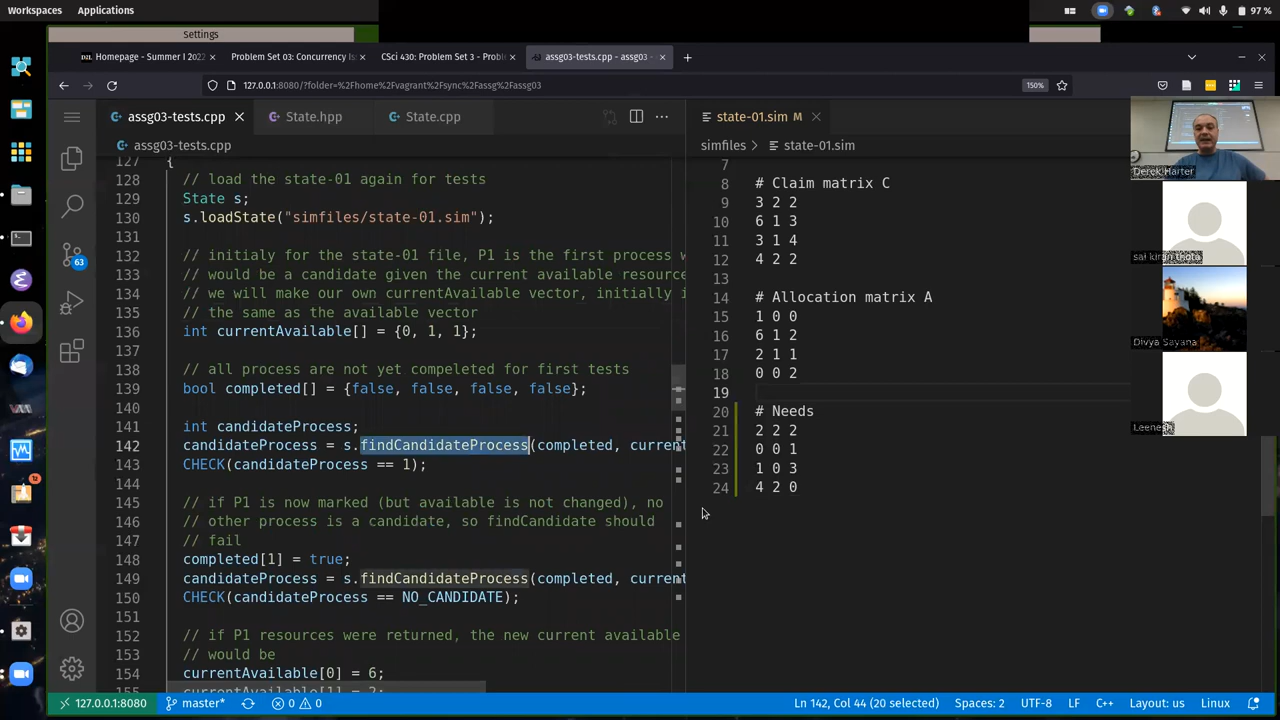 Workspaces Applications
97 %
Settings
Homepage - Summer I 2022
Problem Set 03: Concurrency Is
CSci 430: Problem Set 3 - Probl
assg03-tests.cpp - assg03 -
127.0.0.1:8080/?folder=%2Fhome%2Fvagrant%2Fsync%2Fassg%2Fassg03
150%
assg03-tests.cpp
State.hpp
State.cpp
assg03-tests.cpp
127 {
128 // load the state-01 again for tests
129 State s;
130 s.loadState("simfiles/state-01.sim");
131
132 // initialy for the state-01 file, P1 is the first process w
133 // would be a candidate given the current available resource
134 // we will make our own currentAvailable vector, initially i
135 // the same as the available vector
136 int currentAvailable[] = {0, 1, 1};
137
138 // all process are not yet compeleted for first tests
139 bool completed[] = {false, false, false, false};
140
141 int candidateProcess;
142 candidateProcess = s.findCandidateProcess(completed, current
143 CHECK(candidateProcess == 1);
144
145 // if P1 is now marked (but available is not changed), no
146 // other process is a candidate, so findCandidate should
147 // fail
148 completed[1] = true;
149 candidateProcess = s.findCandidateProcess(completed, current
150 CHECK(candidateProcess == NO_CANDIDATE);
151
152 // if P1 resources were returned, the new current available
153 // would be
154 currentAvailable[0] = 6;
155 currentAvailable[1] = 2;
state-01.sim M
simfiles > state-01.sim
7
8 # Claim matrix C
9 3 2 2
10 6 1 3
11 3 1 4
12 4 2 2
13
14 # Allocation matrix A
15 1 0 0
16 6 1 2
17 2 1 1
18 0 0 2
19
20 # Needs
21 2 2 2
22 0 0 1
23 1 0 3
24 4 2 0
Derek Harter
sai kiran thota
Divya Sayana
Leenesh
63
12
127.0.0.1:8080 master* 0 0 Ln 142, Col 44 (20 selected) Spaces: 2 UTF-8 LF C++ Layout: us Linux